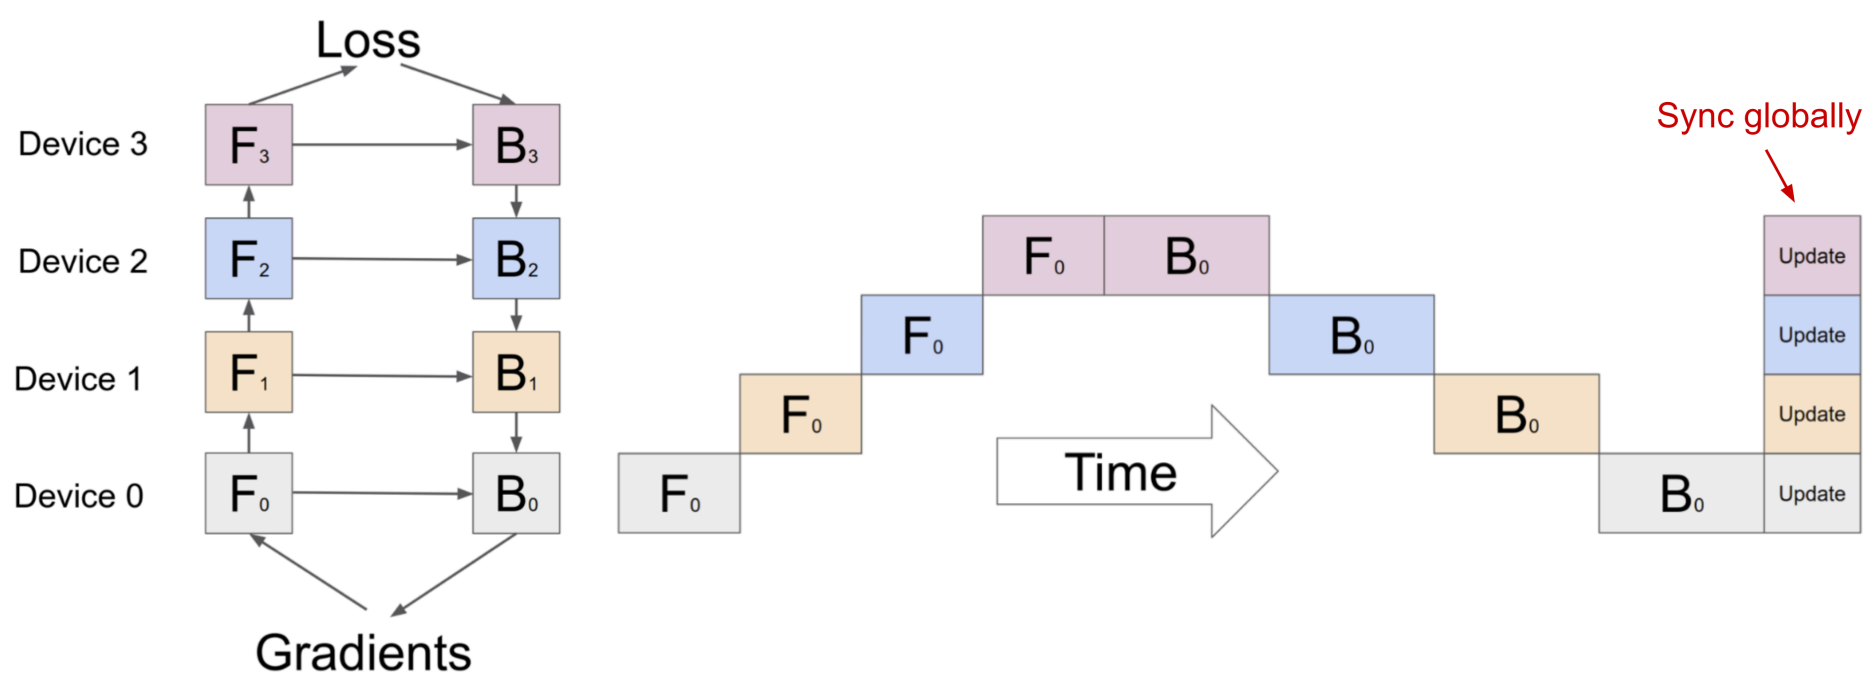 Loss
Device 3
F₃
B₃
Device 2
F₂
B₂
Device 1
F₁
B₁
Device 0
F₀
B₀
Gradients
Sync globally
F₀
B₀
Update
F₀
B₀
Update
F₀
B₀
Update
Time
F₀
B₀
Update